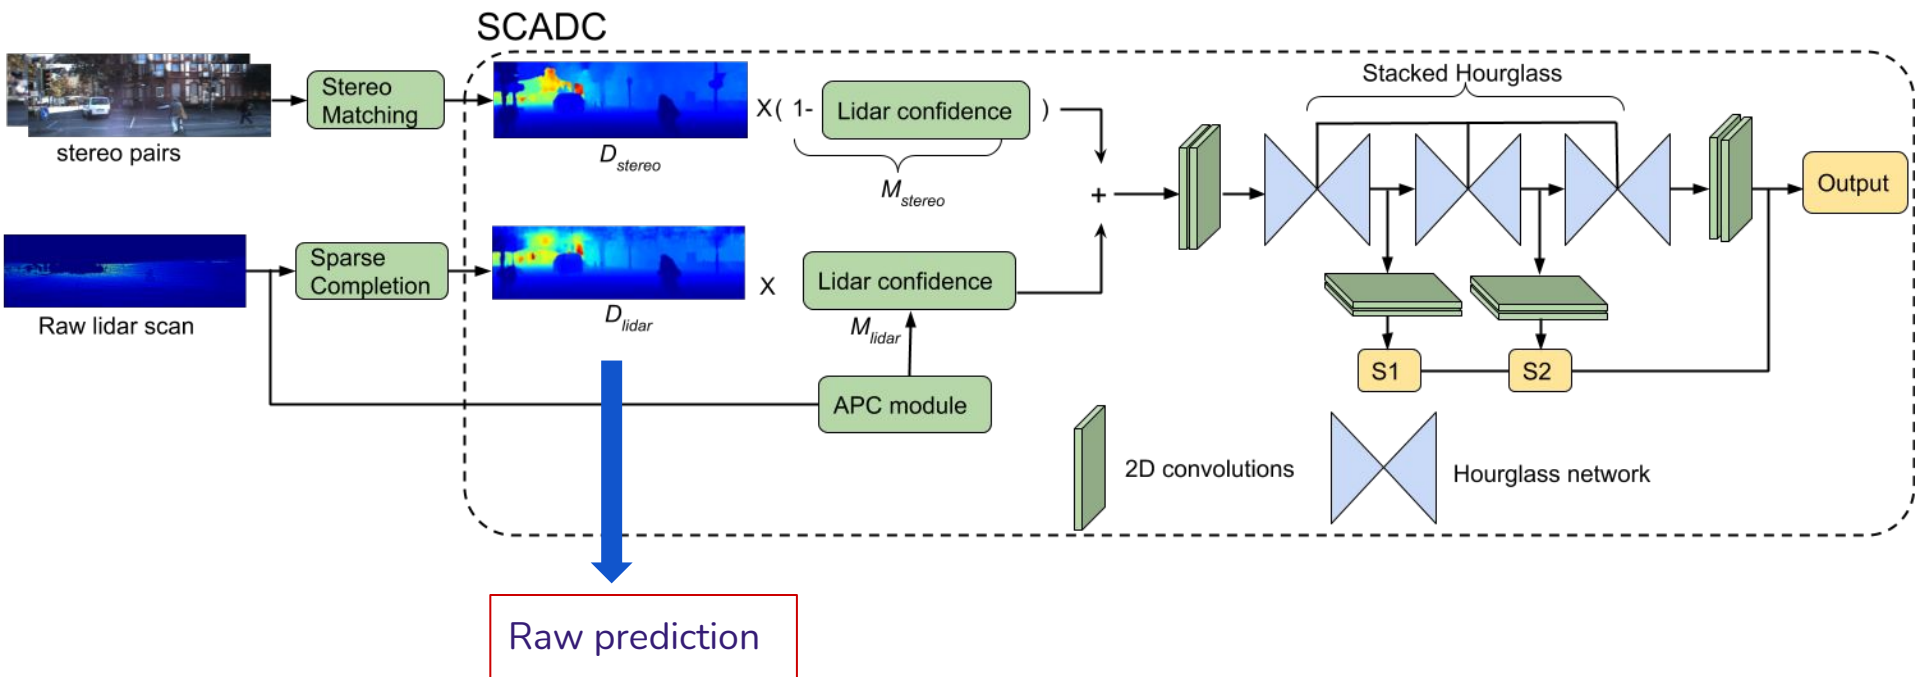 SCADC
Stacked Hourglass
Stereo
Matching
X ( 1- Lidar confidence )
stereo pairs
D stereo
M stereo
+
Output
Sparse
Completion
X
Lidar confidence
Raw lidar scan
D lidar
M lidar
S1
S2
APC module
2D convolutions
Hourglass network
Raw prediction